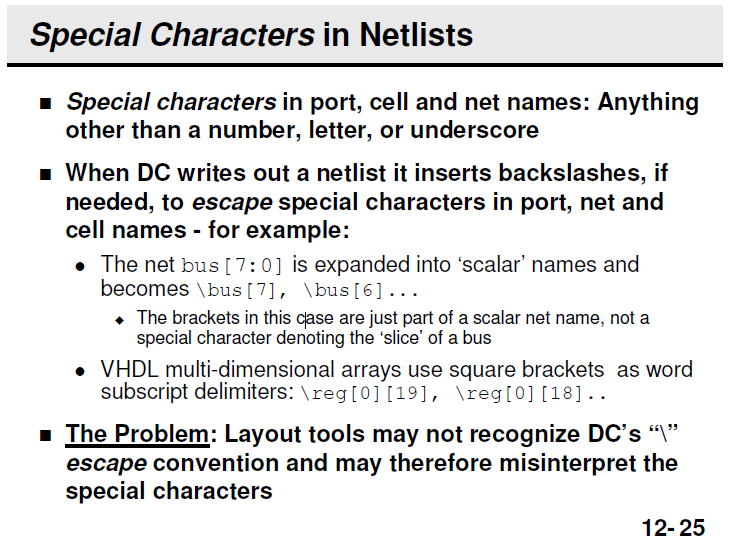 Special Characters in Netlists
■ Special characters in port, cell and net names: Anything
other than a number, letter, or underscore
■ When DC writes out a netlist it inserts backslashes, if
needed, to escape special characters in port, net and
cell names - for example:
● The net bus[7:0] is expanded into ‘scalar’ names and
becomes \bus[7], \bus[6]...
◆ The brackets in this case are just part of a scalar net name, not a
special character denoting the ‘slice’ of a bus
● VHDL multi-dimensional arrays use square brackets as word
subscript delimiters: \reg[0][19], \reg[0][18]..
■ The Problem: Layout tools may not recognize DC’s “\”
escape convention and may therefore misinterpret the
special characters
12- 25